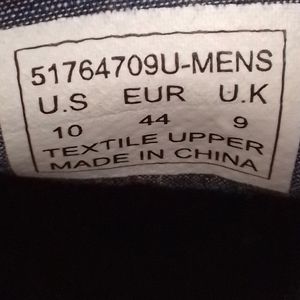 51764709U-MENS
U.S EUR U.K
10 44 9
TEXTILE UPPER
MADE IN CHINA